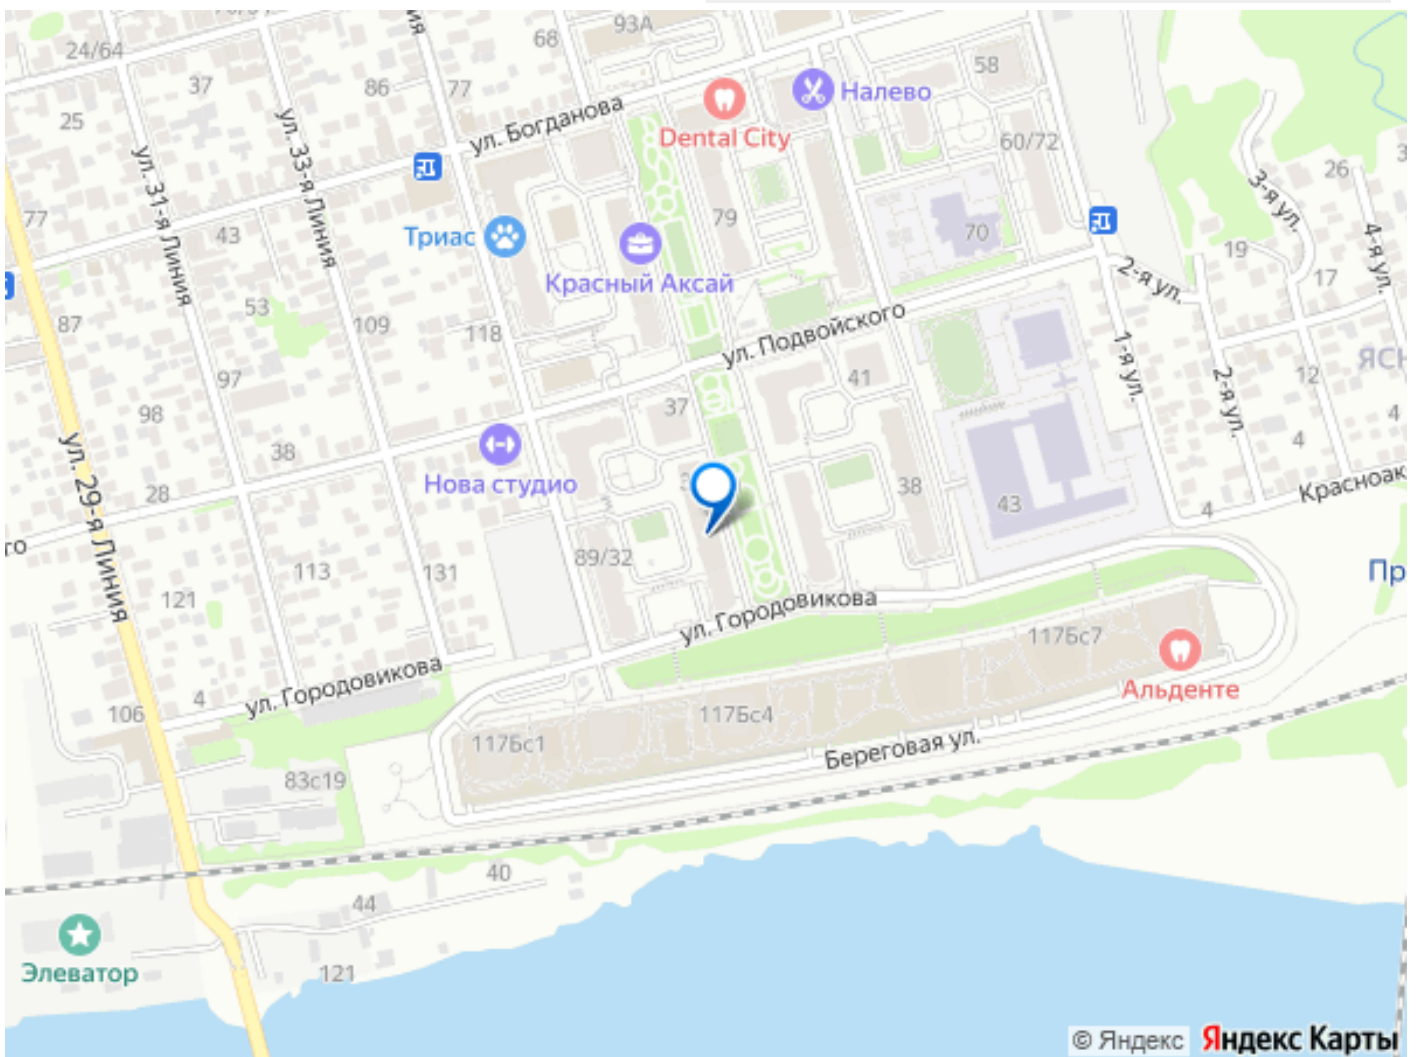 24/64
93А
68
37
86
77
58
Налево
Dental City
ул. Богданова
25
60/72
ул. 31-я Линия
ул. 33-я Линия
26
3-я ул.
4-я ул.
77
43
Триас
79
70
19
17
Красный Аксай
2-я ул.
53
87
109
118
ул. Подвойского
1-я ул.
ЯСН
97
41
2-я ул.
12
98
37
4
4
38
Нова студио
ул. 29-я Линия
28
38
43
Красноак
4
го
89/32
113
131
Пр
121
ул. Городовикова
117Бс7
ул. Городовикова
4
106
117Бс4
Альденте
117Бс1
Береговая ул.
83с19
40
44
Элеватор
121
© Яндекс Яндекс Карты